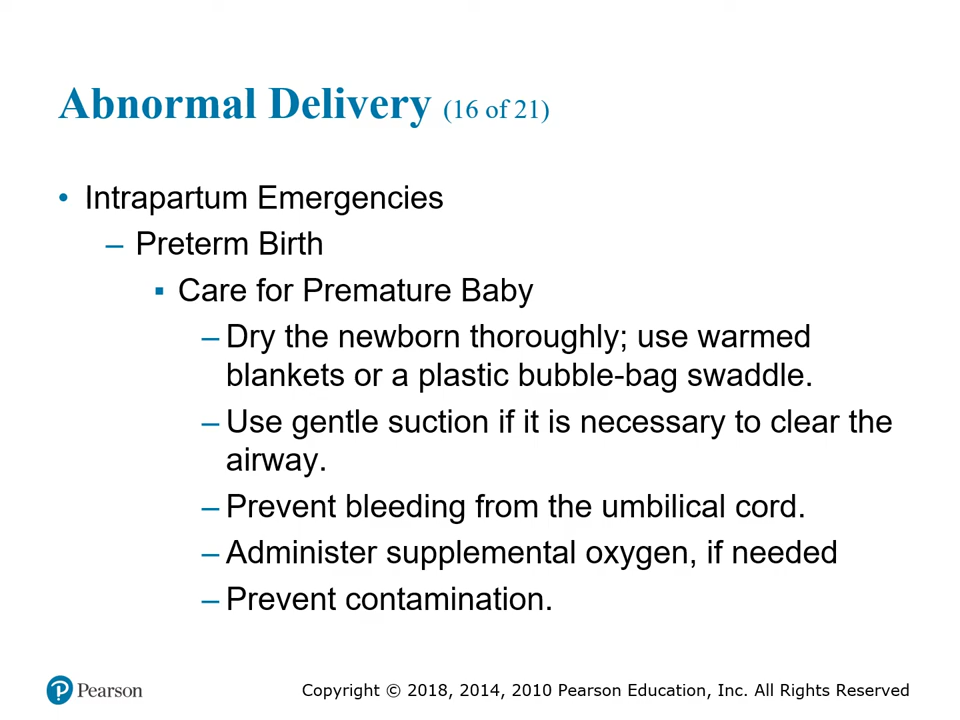 Abnormal Delivery (16 of 21)
• Intrapartum Emergencies
– Preterm Birth
▪ Care for Premature Baby
– Dry the newborn thoroughly; use warmed
blankets or a plastic bubble-bag swaddle.
– Use gentle suction if it is necessary to clear the
airway.
– Prevent bleeding from the umbilical cord.
– Administer supplemental oxygen, if needed
– Prevent contamination.
P Pearson
Copyright © 2018, 2014, 2010 Pearson Education, Inc. All Rights Reserved